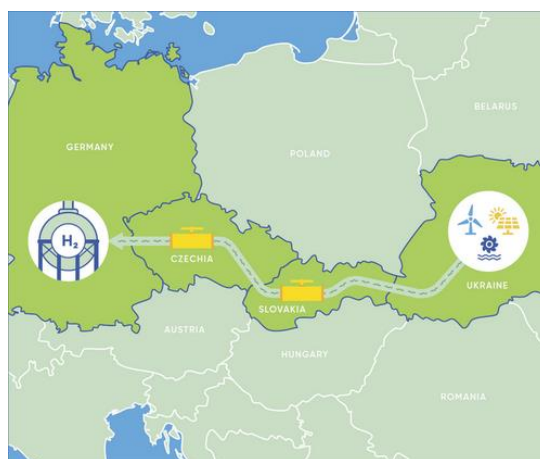 BELARUS
GERMANY
POLAND
H₂
CZECHIA
UKRAINE
SLOVAKIA
AUSTRIA
HUNGARY
ROMANIA